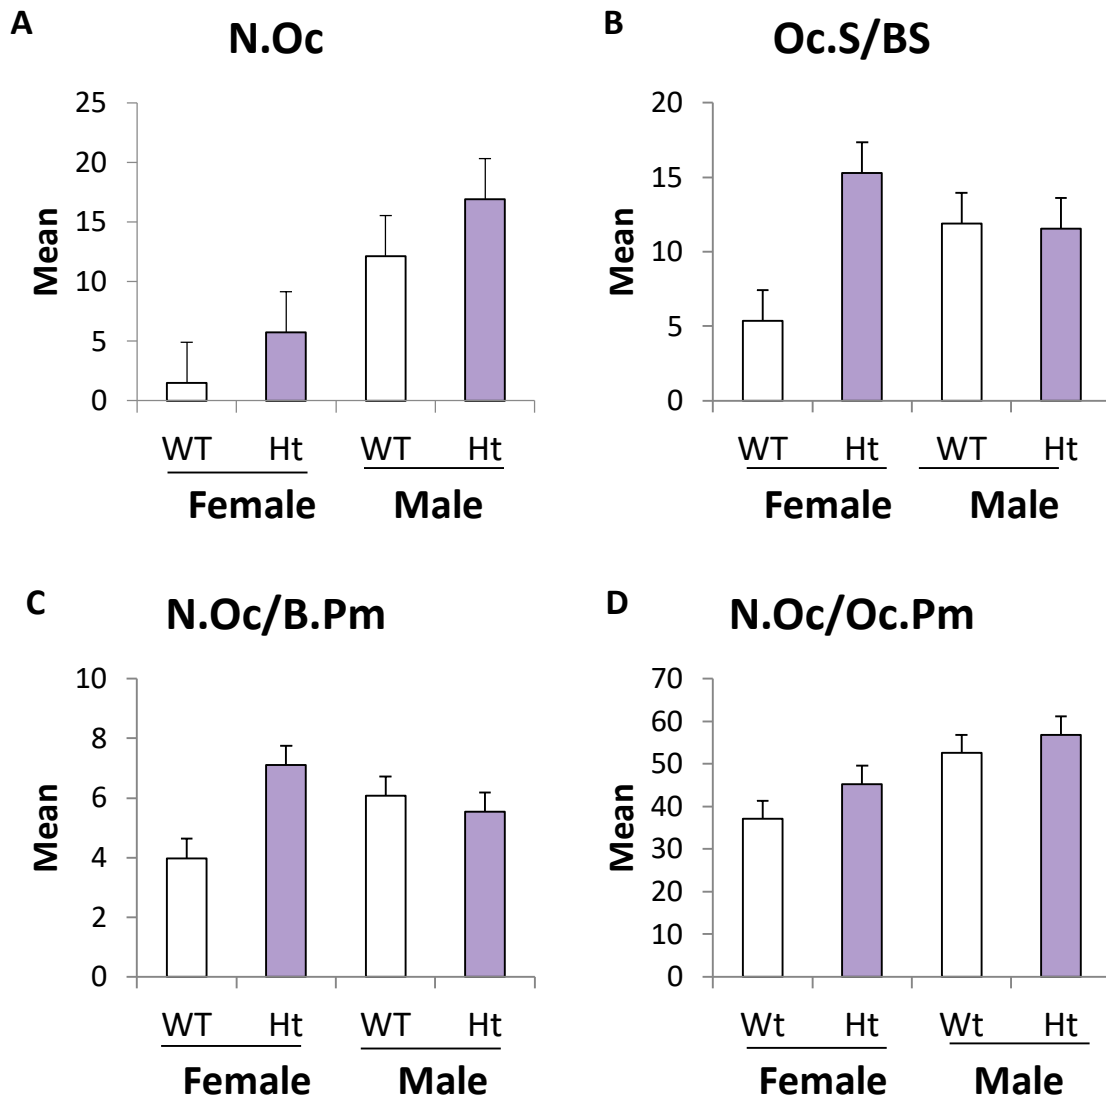 A
N.Oc
25
20
15
10
5
0
Mean
WT Ht WT Ht
Female Male
B
Oc.S/BS
20
15
10
5
0
Mean
WT Ht WT Ht
Female Male
C
N.Oc/B.Pm
10
8
6
4
2
0
Mean
WT Ht WT Ht
Female Male
D
N.Oc/Oc.Pm
70
60
50
40
30
20
10
0
Mean
Wt Ht Wt Ht
Female Male